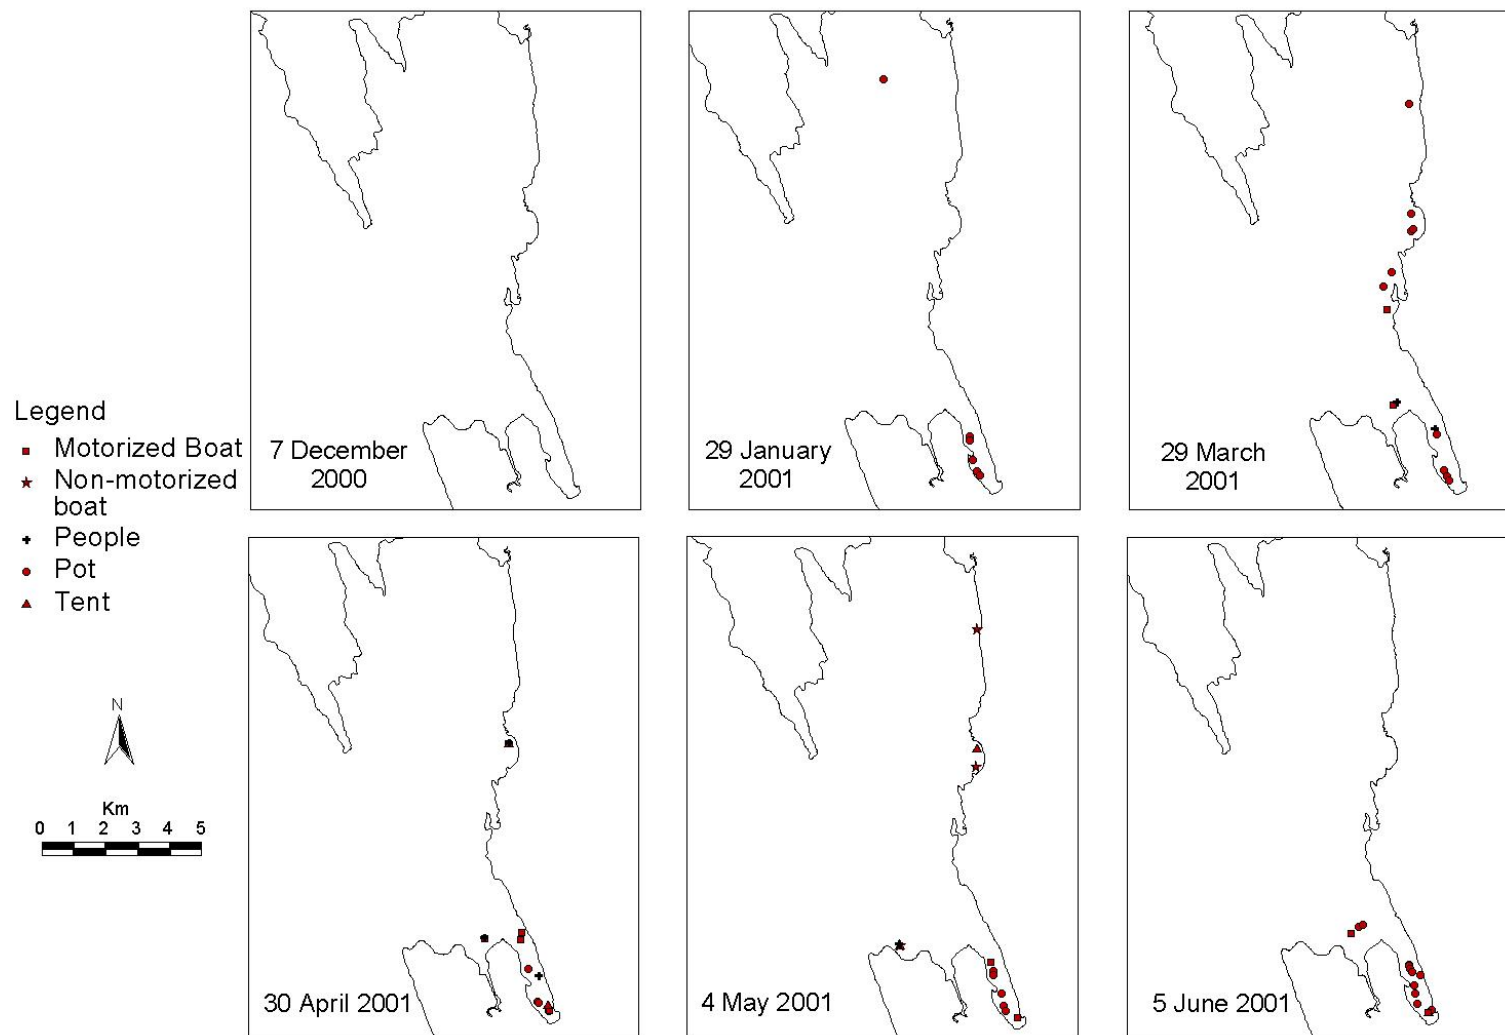 Legend
Motorized Boat
Non-motorized
boat
People
Pot
Tent
N
Km
0 1 2 3 4 5
7 December
2000
29 January
2001
29 March
2001
30 April 2001
4 May 2001
5 June 2001